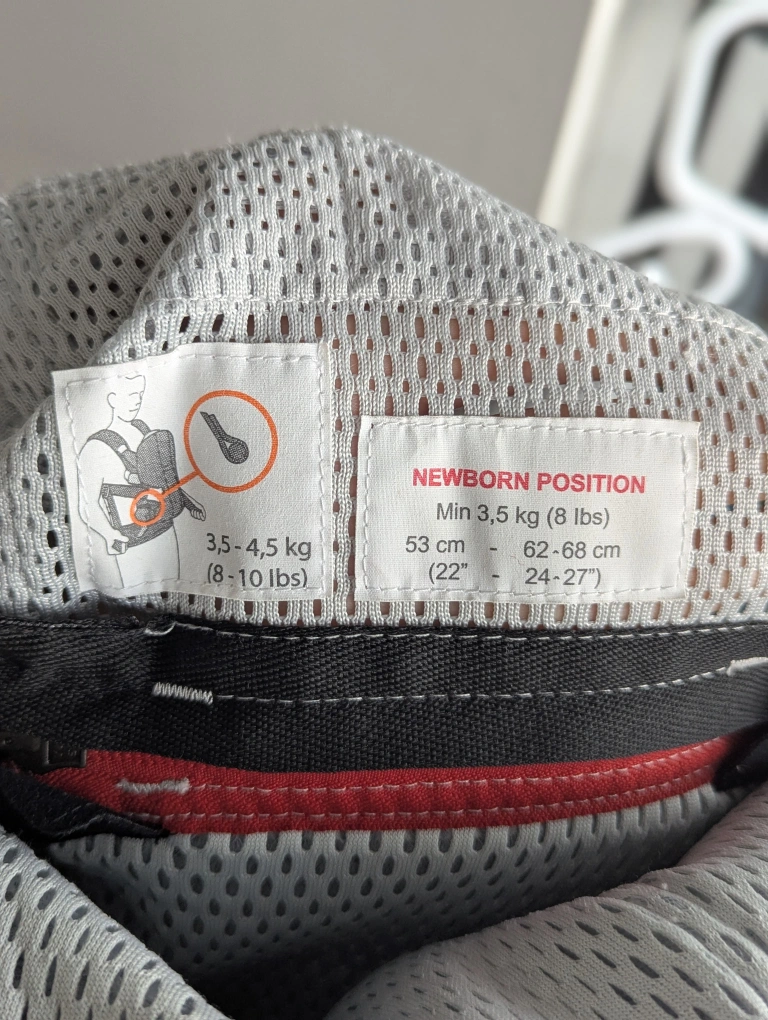 3,5-4,5 kg
(8-10 lbs)
NEWBORN POSITION
Min 3,5 kg (8 lbs)
53 cm - 62-68 cm
(22” - 24-27”)